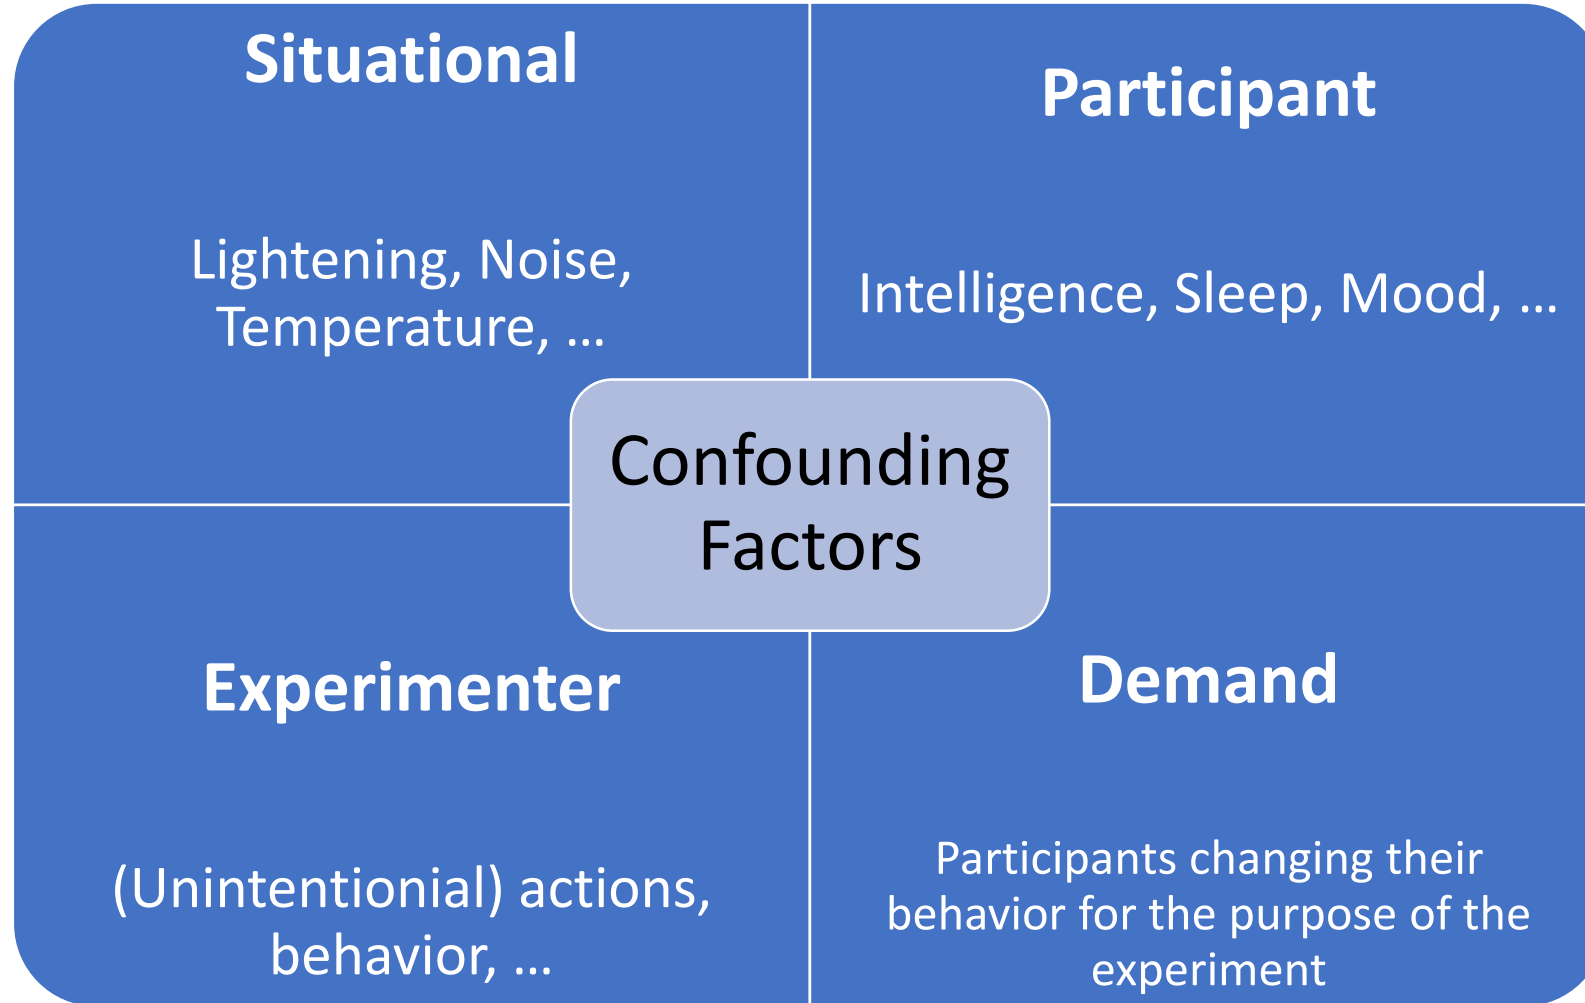 Situational
Lightening, Noise,
Temperature, ...
Participant
Intelligence, Sleep, Mood, ...
Confounding
Factors
Experimenter
(Unintentionial) actions,
behavior, ...
Demand
Participants changing their
behavior for the purpose of the
experiment